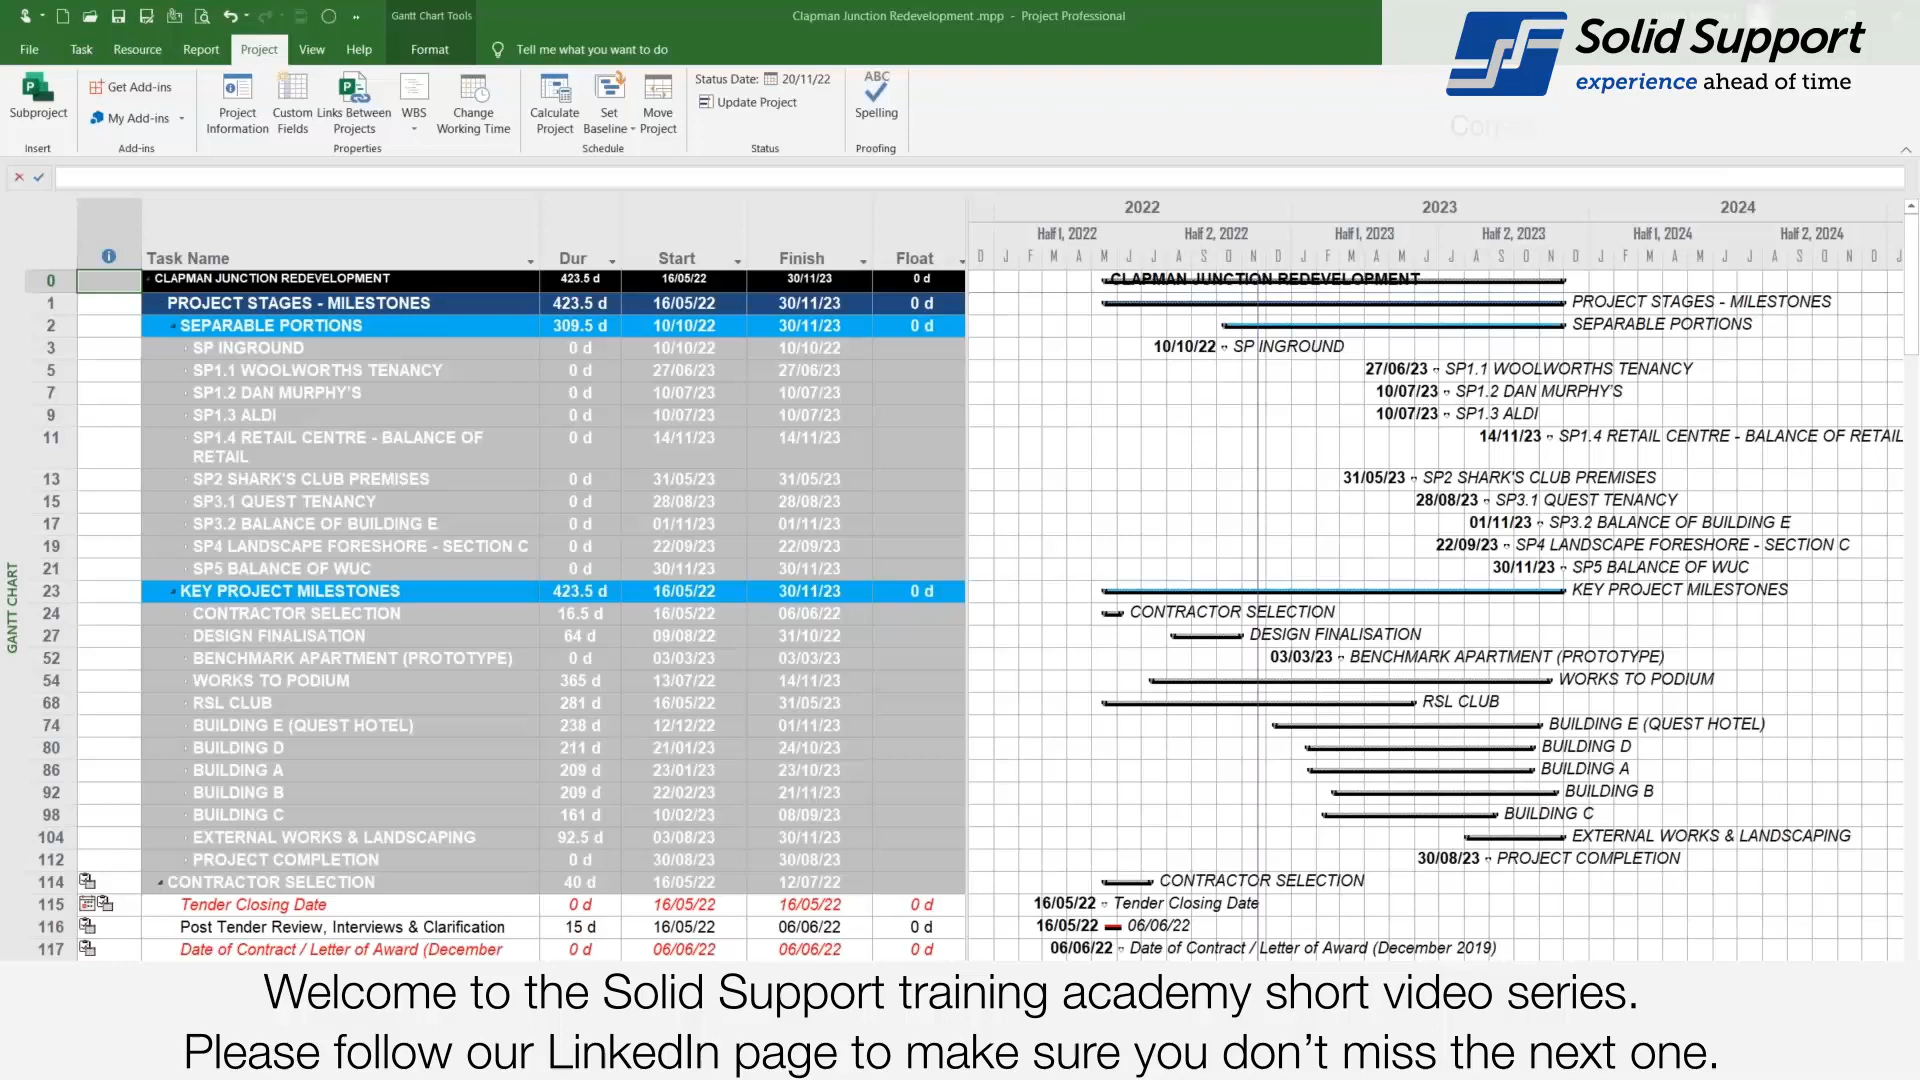 Gantt Chart Tools
Clapman Junction Redevelopment .mpp - Project Professional
File Task Resource Report Project View Help Format Tell me what you want to do
Solid Support
experience ahead of time
Subproject
Insert
Get Add-ins
My Add-ins
Add-ins
Project Information
Custom Fields
Links Between Projects
WBS
Change Working Time
Properties
Calculate Project
Set Baseline
Move Project
Schedule
Status Date: 20/11/22
Update Project
Status
ABC
Spelling
Proofing
GANTT CHART
Task Name Dur Start Finish Float
0 CLAPMAN JUNCTION REDEVELOPMENT 423.5 d 16/05/22 30/11/23 0 d
1 PROJECT STAGES - MILESTONES 423.5 d 16/05/22 30/11/23 0 d
2 SEPARABLE PORTIONS 309.5 d 10/10/22 30/11/23 0 d
3 SP INGROUND 0 d 10/10/22 10/10/22
5 SP1.1 WOOLWORTHS TENANCY 0 d 27/06/23 27/06/23
7 SP1.2 DAN MURPHY'S 0 d 10/07/23 10/07/23
9 SP1.3 ALDI 0 d 10/07/23 10/07/23
11 SP1.4 RETAIL CENTRE - BALANCE OF 0 d 14/11/23 14/11/23
RETAIL
13 SP2 SHARK'S CLUB PREMISES 0 d 31/05/23 31/05/23
15 SP3.1 QUEST TENANCY 0 d 28/08/23 28/08/23
17 SP3.2 BALANCE OF BUILDING E 0 d 01/11/23 01/11/23
19 SP4 LANDSCAPE FORESHORE - SECTION C 0 d 22/09/23 22/09/23
21 SP5 BALANCE OF WUC 0 d 30/11/23 30/11/23
23 KEY PROJECT MILESTONES 423.5 d 16/05/22 30/11/23 0 d
24 CONTRACTOR SELECTION 16.5 d 16/05/22 06/06/22
27 DESIGN FINALISATION 64 d 09/08/22 31/10/22
52 BENCHMARK APARTMENT (PROTOTYPE) 0 d 03/03/23 03/03/23
54 WORKS TO PODIUM 365 d 13/07/22 14/11/23
68 RSL CLUB 281 d 16/05/22 31/05/23
74 BUILDING E (QUEST HOTEL) 238 d 12/12/22 01/11/23
80 BUILDING D 211 d 21/01/23 24/10/23
86 BUILDING A 209 d 23/01/23 23/10/23
92 BUILDING B 209 d 22/02/23 21/11/23
98 BUILDING C 161 d 10/02/23 08/09/23
104 EXTERNAL WORKS & LANDSCAPING 92.5 d 03/08/23 30/11/23
112 PROJECT COMPLETION 0 d 30/08/23 30/08/23
114 CONTRACTOR SELECTION 40 d 16/05/22 12/07/22
115 Tender Closing Date 0 d 16/05/22 16/05/22 0 d
116 Post Tender Review, Interviews & Clarification 15 d 16/05/22 06/06/22 0 d
117 Date of Contract / Letter of Award (December 0 d 06/06/22 06/06/22 0 d
2022 2023 2024
Half 1, 2022 Half 2, 2022 Half 1, 2023 Half 2, 2023 Half 1, 2024 Half 2, 2024
D J F M A M J J A S O N D J F M A M J J A S O N D J F M A M J J A S O N D J
CLAPMAN JUNCTION REDEVELOPMENT
PROJECT STAGES - MILESTONES
SEPARABLE PORTIONS
10/10/22 SP INGROUND
27/06/23 SP1.1 WOOLWORTHS TENANCY
10/07/23 SP1.2 DAN MURPHY'S
10/07/23 SP1.3 ALDI
14/11/23 SP1.4 RETAIL CENTRE - BALANCE OF RETAIL
31/05/23 SP2 SHARK'S CLUB PREMISES
28/08/23 SP3.1 QUEST TENANCY
01/11/23 SP3.2 BALANCE OF BUILDING E
22/09/23 SP4 LANDSCAPE FORESHORE - SECTION C
30/11/23 SP5 BALANCE OF WUC
KEY PROJECT MILESTONES
CONTRACTOR SELECTION
DESIGN FINALISATION
03/03/23 BENCHMARK APARTMENT (PROTOTYPE)
WORKS TO PODIUM
RSL CLUB
BUILDING E (QUEST HOTEL)
BUILDING D
BUILDING A
BUILDING B
BUILDING C
EXTERNAL WORKS & LANDSCAPING
30/08/23 PROJECT COMPLETION
CONTRACTOR SELECTION
16/05/22 Tender Closing Date
16/05/22 06/06/22
06/06/22 Date of Contract / Letter of Award (December 2019)
Welcome to the Solid Support training academy short video series.
Please follow our LinkedIn page to make sure you don't miss the next one.